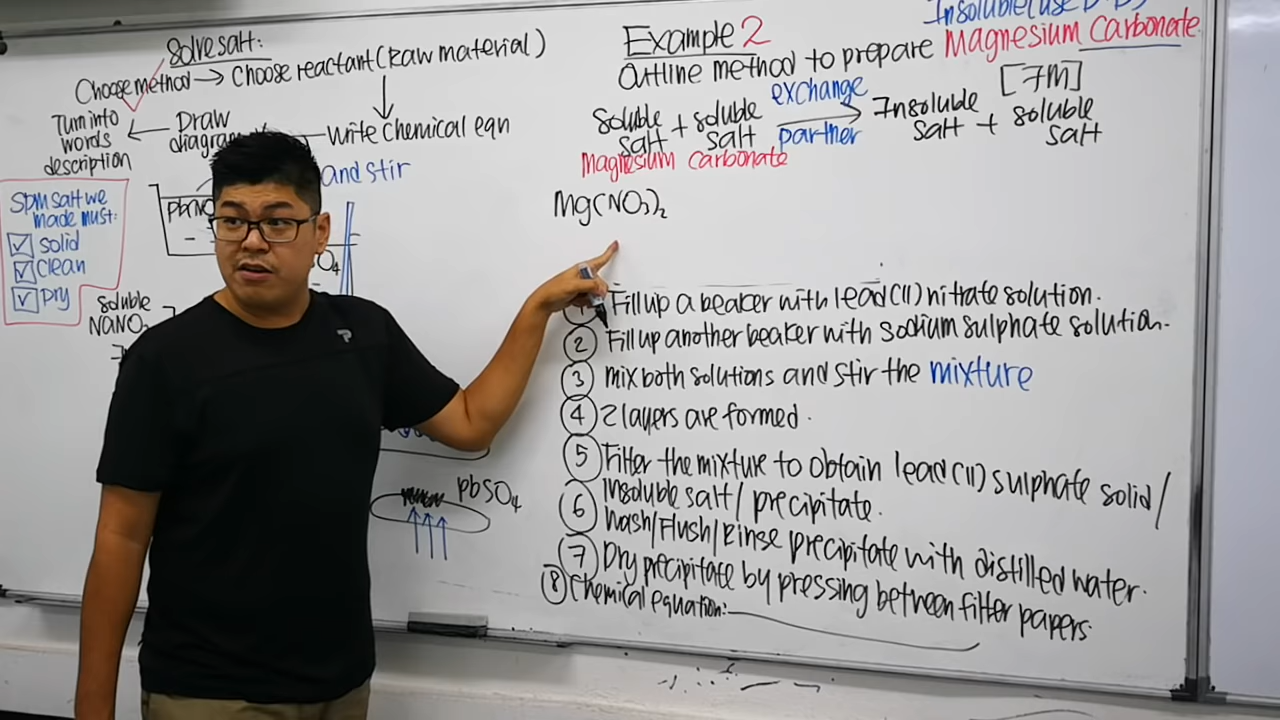 Solve salt:
Choose method → Choose reactant (Raw material)
Turn into words description ← Draw diagram ← Write Chemical eqn
and stir
SPM salt we
made must:
☑ solid
☑ clean
☑ Dry
soluble
NaNO3
PbSO4
Insoluble (use
Example 2
Outline method to prepare Magnesium Carbonate
[7M]
Soluble salt + soluble salt exchange partner → Insoluble salt + soluble salt
Magnesium carbonate
Mg(NO3)2
Fill up a beaker with lead(II) nitrate solution.
② Fill up another beaker with sodium sulphate solution.
③ mix both solutions and stir the mixture
④ 2 layers are formed.
⑤ Filter the mixture to obtain lead(II) sulphate solid/
insoluble salt/precipitate.
⑥ Wash/Flush/Rinse precipitate with distilled water.
⑦ Dry precipitate by pressing between filter papers
⑧ Chemical equation: